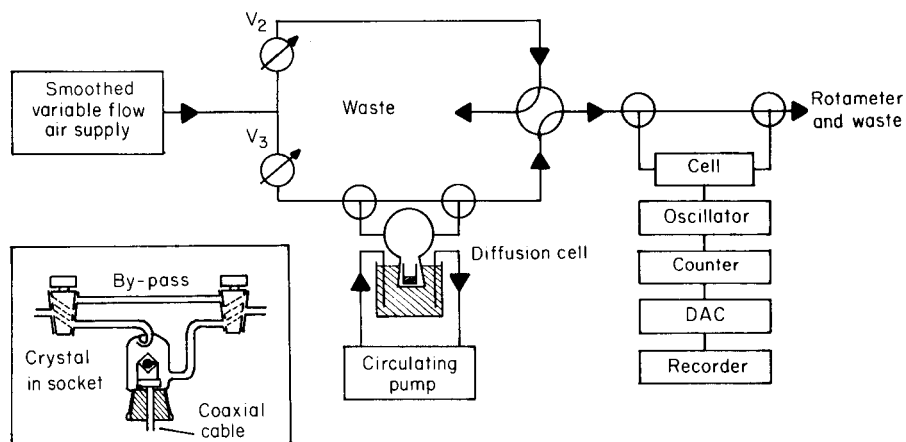 V2
Smoothed
variable flow
air supply
Waste
V3
Rotameter
and waste
Cell
Oscillator
Diffusion cell
Counter
DAC
Circulating
pump
Recorder
By-pass
Crystal
in socket
Coaxial
cable